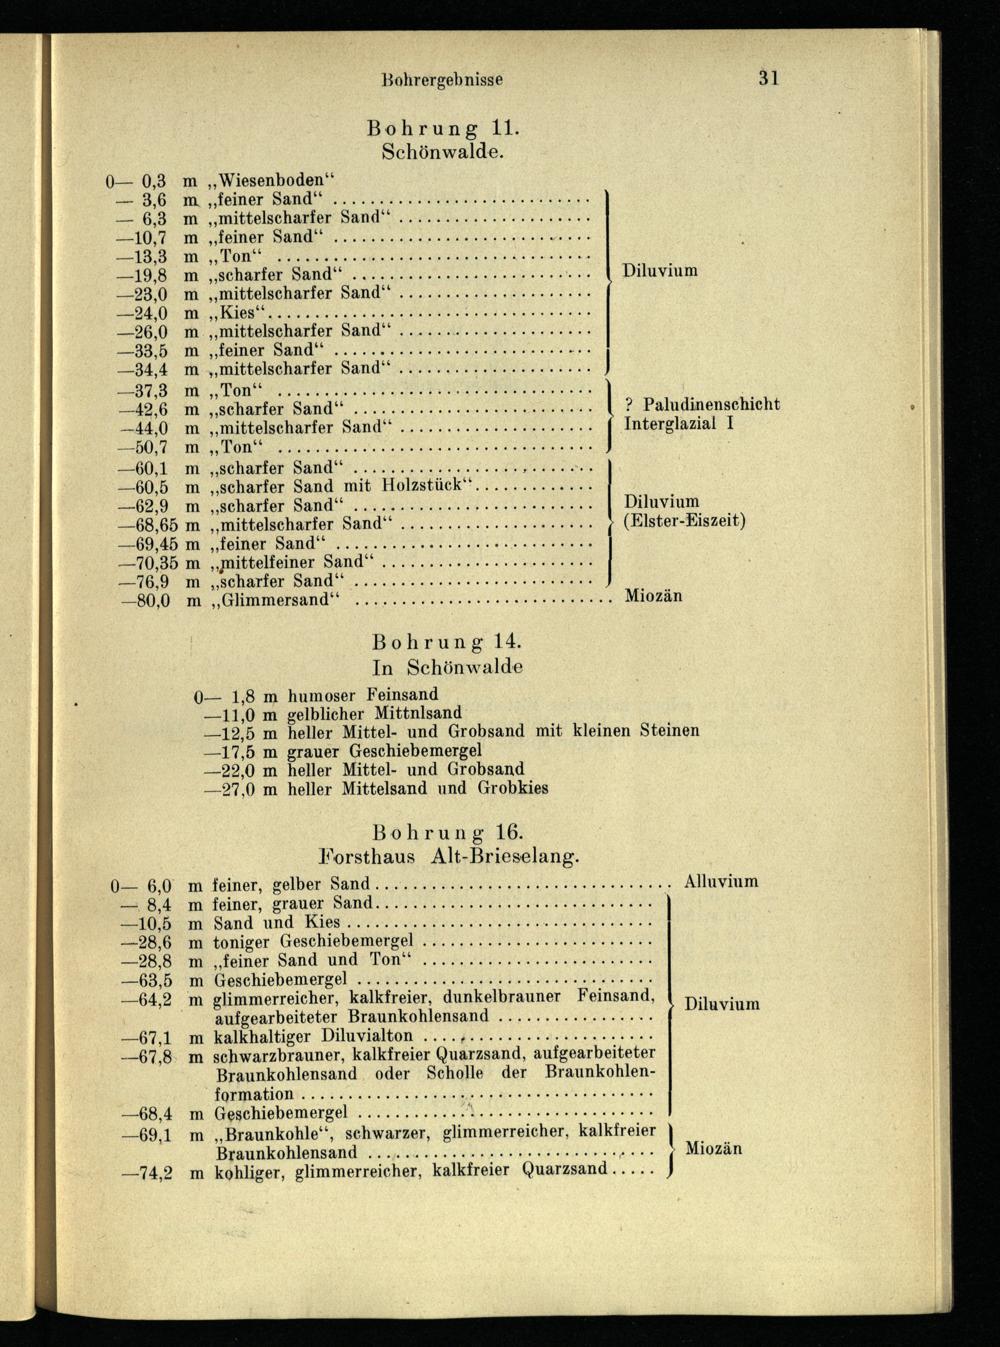 Bohrergebnisse 31
Bohrung 11.
Schönwalde.
0— 0,3 m „Wiesenboden“
— 3,6 m „feiner Sand“
— 6,3 m „mittelscharfer Sand“
—10,7 m „feiner Sand“
—13,3 m „Ton“
—19,8 m „scharfer Sand“ Diluvium
—23,0 m „mittelscharfer Sand“
—24,0 m „Kies“
—26,0 m „mittelscharfer Sand“
—33,5 m „feiner Sand“
—34,4 m „mittelscharfer Sand“
—37,3 m „Ton“
—42,6 m „scharfer Sand“ ? Paludinenschicht
—44,0 m „mittelscharfer Sand“ Interglazial I
—50,7 m „Ton“
—60,1 m „scharfer Sand“
—60,5 m „scharfer Sand mit Holzstück“
—62,9 m „scharfer Sand“ Diluvium
—68,65 m „mittelscharfer Sand“ (Elster-Eiszeit)
—69,45 m „feiner Sand“
—70,35 m „mittelfeiner Sand“
—76,9 m „scharfer Sand“
—80,0 m „Glimmersand“ Miozän
Bohrung 14.
In Schönwalde
0— 1,8 m humoser Feinsand
—11,0 m gelblicher Mittnlsand
—12,5 m heller Mittel- und Grobsand mit kleinen Steinen
—17,5 m grauer Geschiebemergel
—22,0 m heller Mittel- und Grobsand
—27,0 m heller Mittelsand und Grobkies
Bohrung 16.
Forsthaus Alt-Brieselang.
0— 6,0 m feiner, gelber Sand Alluvium
— 8,4 m feiner, grauer Sand
—10,5 m Sand und Kies
—28,6 m toniger Geschiebemergel
—28,8 m „feiner Sand und Ton“
—63,5 m Geschiebemergel
—64,2 m glimmerreicher, kalkfreier, dunkelbrauner Feinsand, Diluvium
aufgearbeiteter Braunkohlensand
—67,1 m kalkhaltiger Diluvialton
—67,8 m schwarzbrauner, kalkfreier Quarzsand, aufgearbeiteter
Braunkohlensand oder Scholle der Braunkohlen-
formation
—68,4 m Geschiebemergel
—69,1 m „Braunkohle“, schwarzer, glimmerreicher, kalkfreier
Braunkohlensand Miozän
—74,2 m kohliger, glimmerreicher, kalkfreier Quarzsand